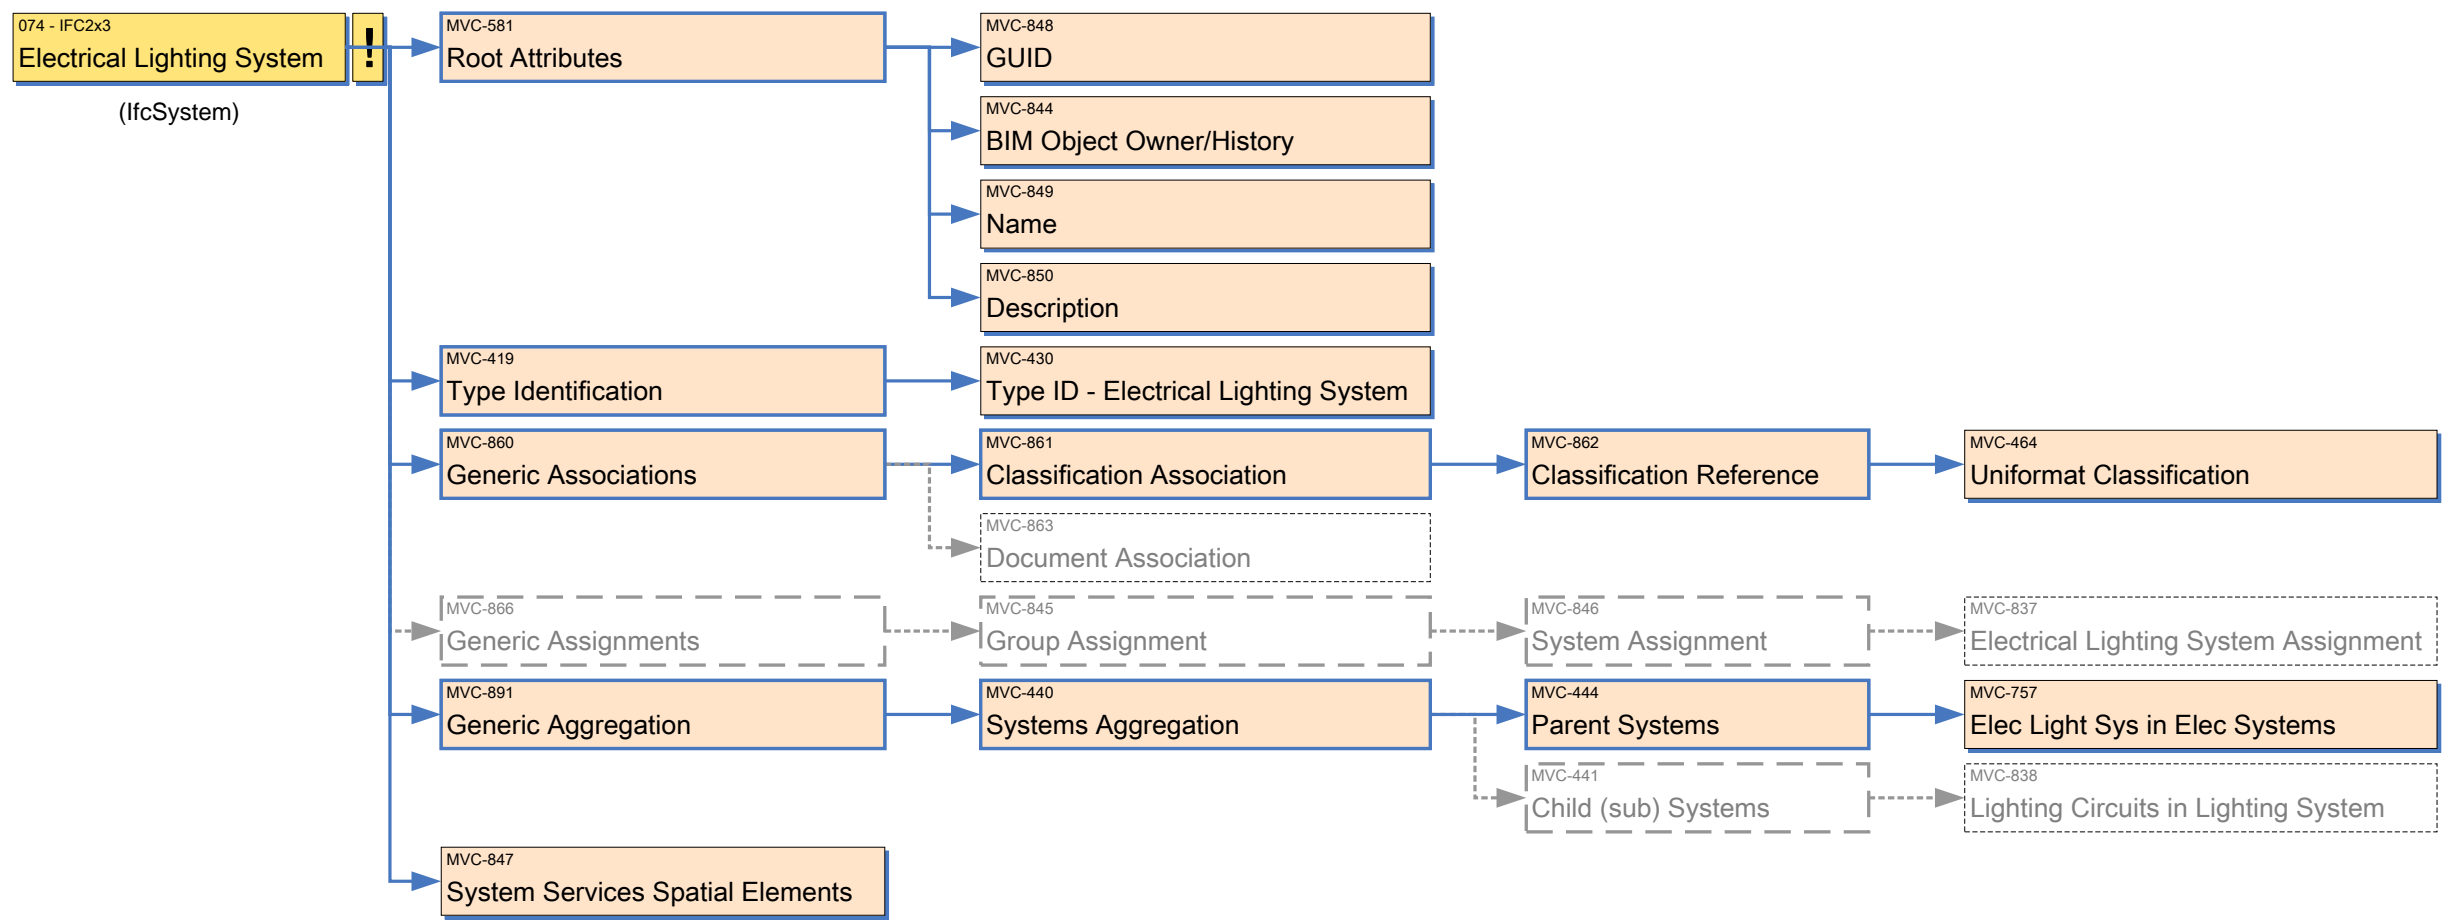 074 - IFC2x3
Electrical Lighting System
!
(IfcSystem)
MVC-581
Root Attributes
MVC-848
GUID
MVC-844
BIM Object Owner/History
MVC-849
Name
MVC-850
Description
MVC-419
Type Identification
MVC-430
Type ID - Electrical Lighting System
MVC-860
Generic Associations
MVC-861
Classification Association
MVC-862
Classification Reference
MVC-464
Uniformat Classification
MVC-863
Document Association
MVC-866
Generic Assignments
MVC-845
Group Assignment
MVC-846
System Assignment
MVC-837
Electrical Lighting System Assignment
MVC-891
Generic Aggregation
MVC-440
Systems Aggregation
MVC-444
Parent Systems
MVC-757
Elec Light Sys in Elec Systems
MVC-441
Child (sub) Systems
MVC-838
Lighting Circuits in Lighting System
MVC-847
System Services Spatial Elements